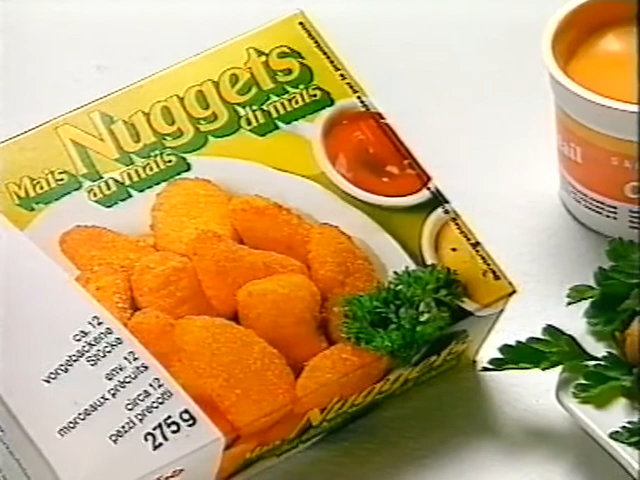 Mais Nuggets
au maïs di mais
ca. 12
vorgebackene
Stücke
env. 12
morceaux précuits
circa 12
pezzi precotti
275g
Nuggets
ail